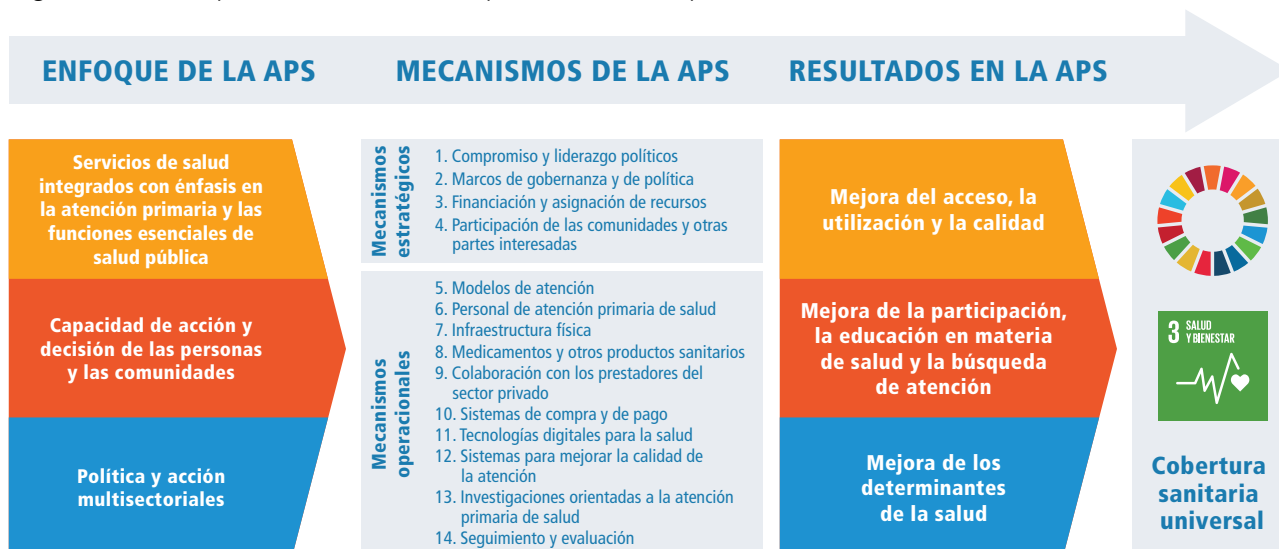 ENFOQUE DE LA APS
MECANISMOS DE LA APS
RESULTADOS EN LA APS
Servicios de salud
integrados con énfasis en
la atención primaria y las
funciones esenciales de
salud pública
Capacidad de acción y
decisión de las personas
y las comunidades
Política y acción
multisectoriales
Mecanismos
estratégicos
1. Compromiso y liderazgo políticos
2. Marcos de gobernanza y de política
3. Financiación y asignación de recursos
4. Participación de las comunidades y otras
partes interesadas
Mecanismos
operacionales
5. Modelos de atención
6. Personal de atención primaria de salud
7. Infraestructura física
8. Medicamentos y otros productos sanitarios
9. Colaboración con los prestadores del
sector privado
10. Sistemas de compra y de pago
11. Tecnologías digitales para la salud
12. Sistemas para mejorar la calidad de
la atención
13. Investigaciones orientadas a la atención
primaria de salud
14. Seguimiento y evaluación
Mejora del acceso, la
utilización y la calidad
Mejora de la participación,
la educación en materia
de salud y la búsqueda
de atención
Mejora de los
determinantes
de la salud
3 SALUD
Y BIENESTAR
Cobertura
sanitaria
universal